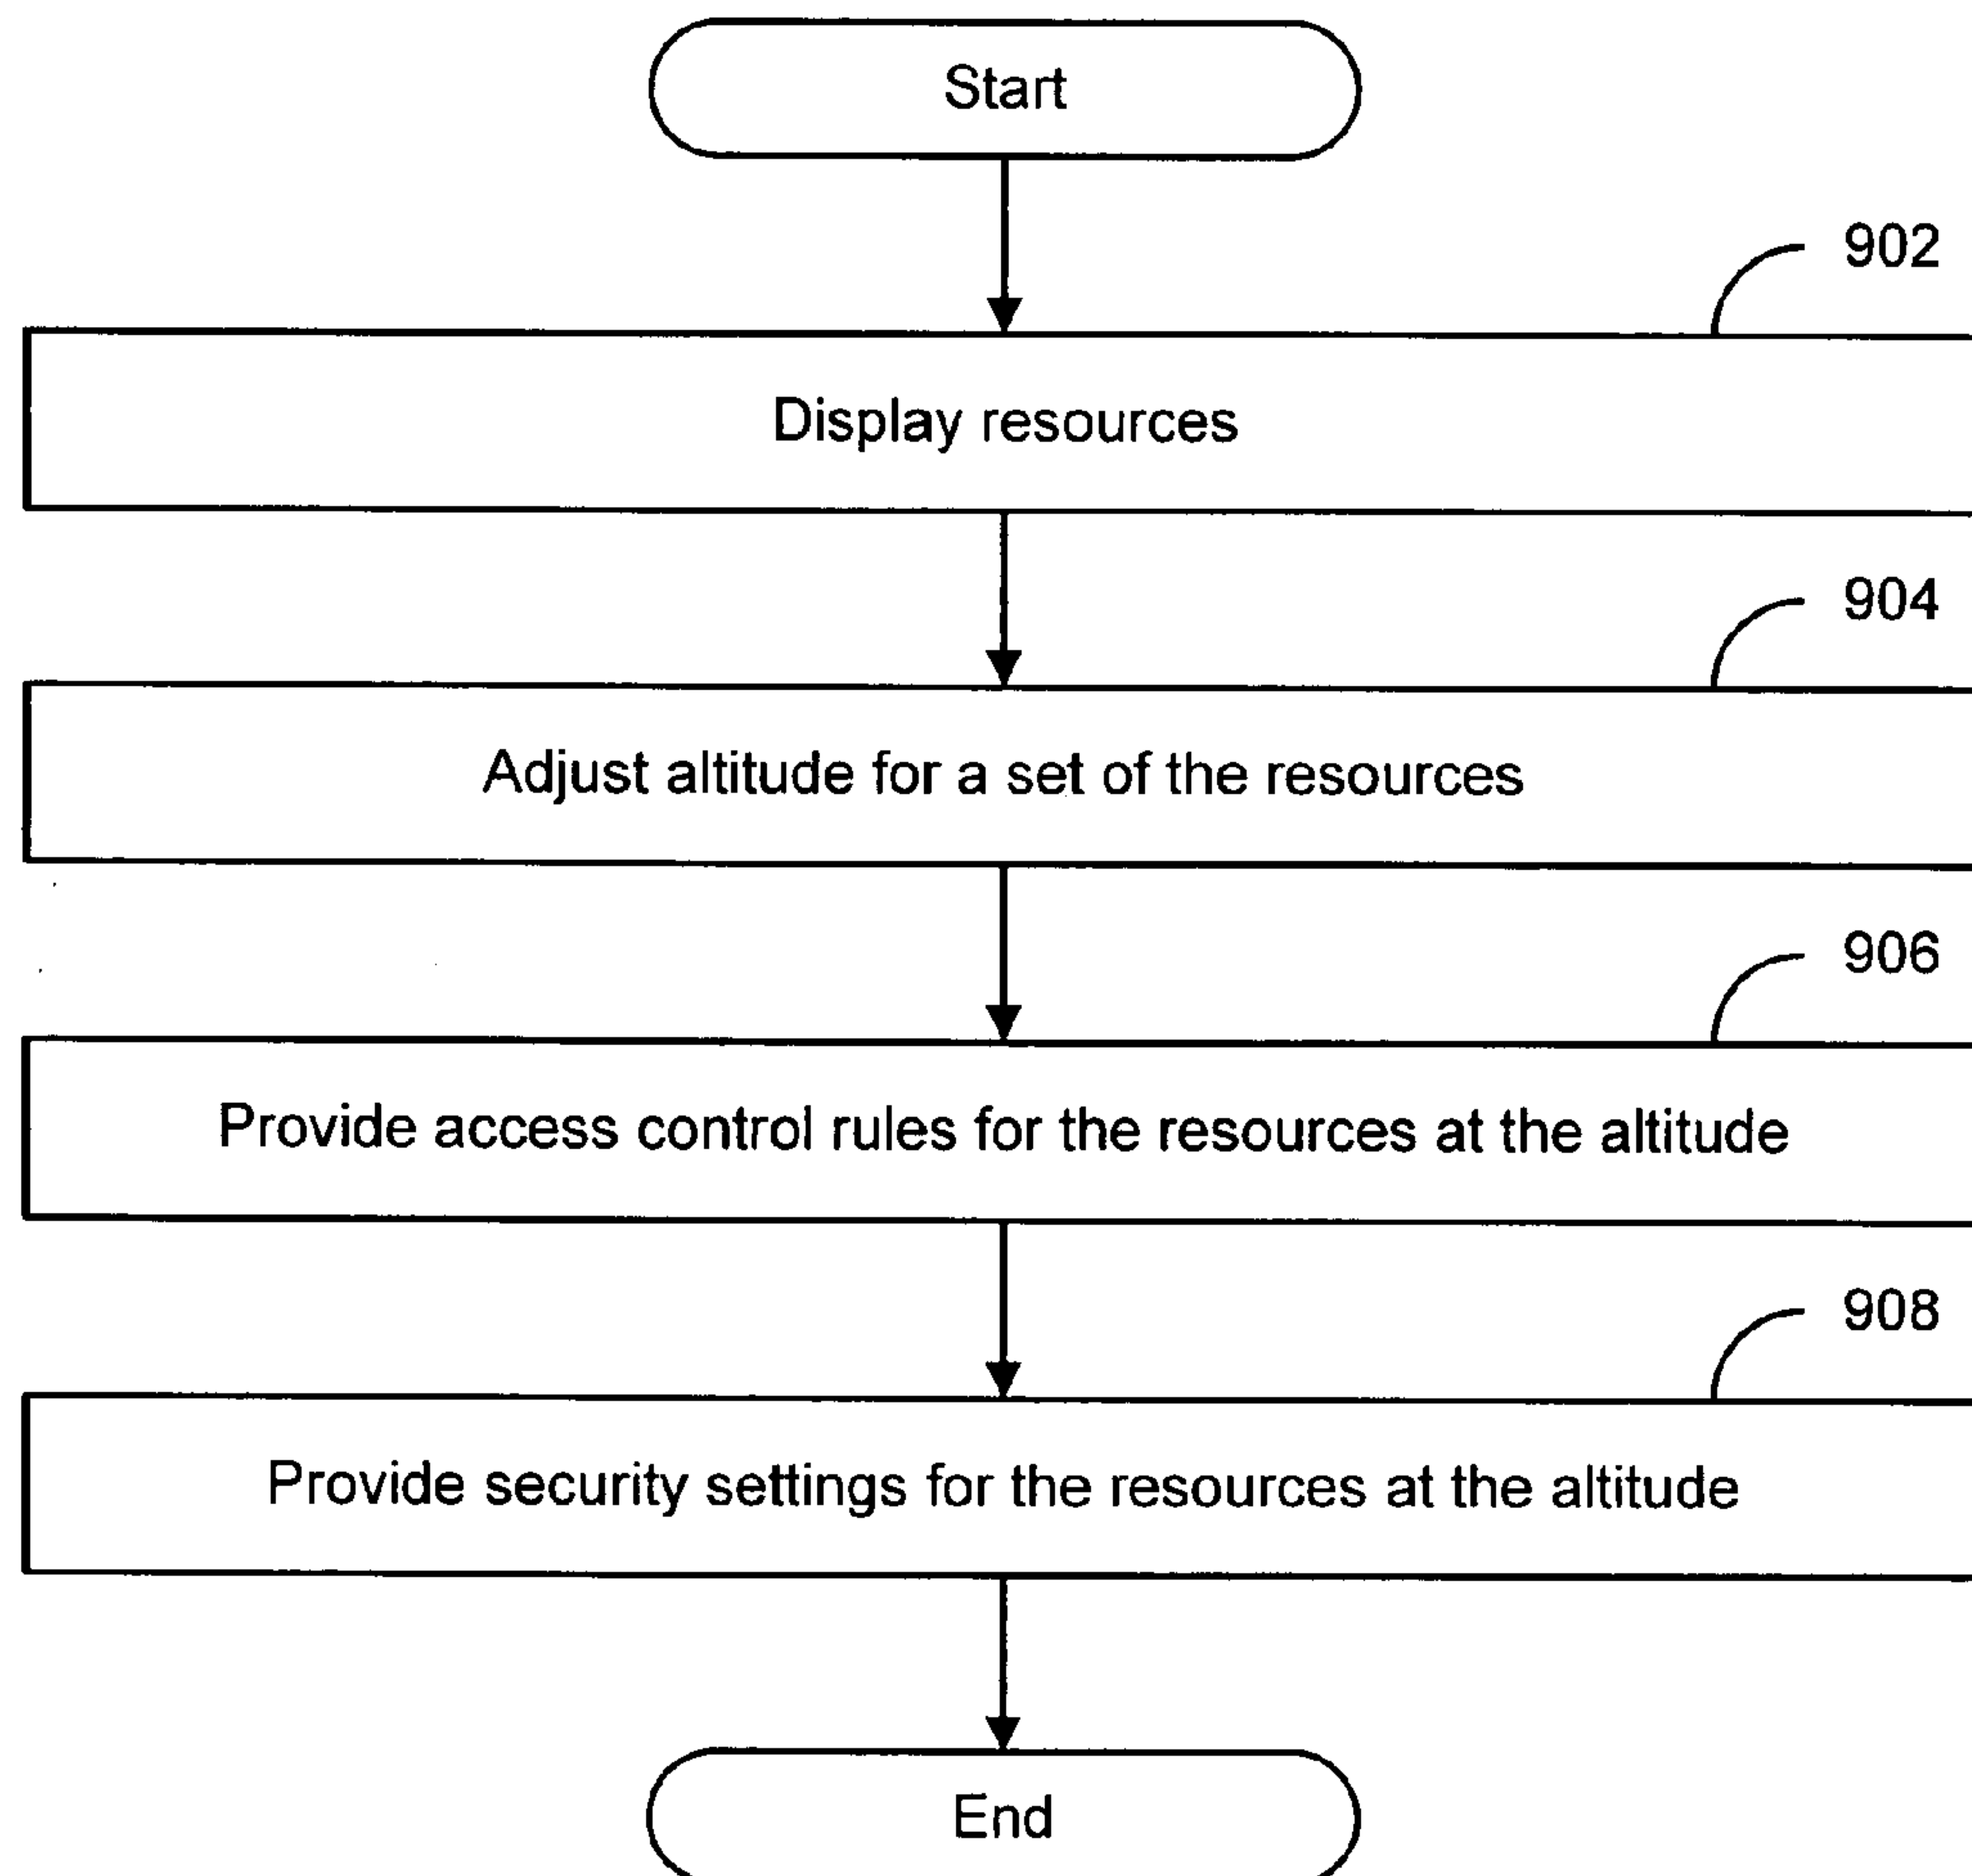 Start
902
Display resources
904
Adjust altitude for a set of the resources
906
Provide access control rules for the resources at the altitude
908
Provide security settings for the resources at the altitude
End